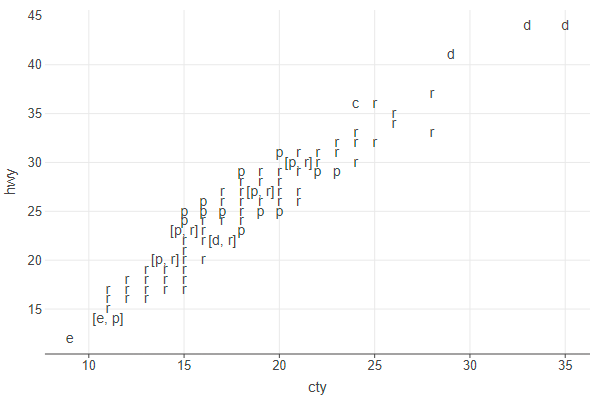 45
d d
d
40
r
c r
35 r
r
r r
r r r
p r r r
30 [p, r] r r
p r r r p p
r r r
r r [p, r] r r
p r r r r r
25 p p p r p p
p r r r
[p, r] r p
r r [d, r]
r
20 [p, r] r r
r r r
r r r r
r r r r r
r r r
15 r
[e, p]
e
hwy
10 15 20 25 30 35
cty